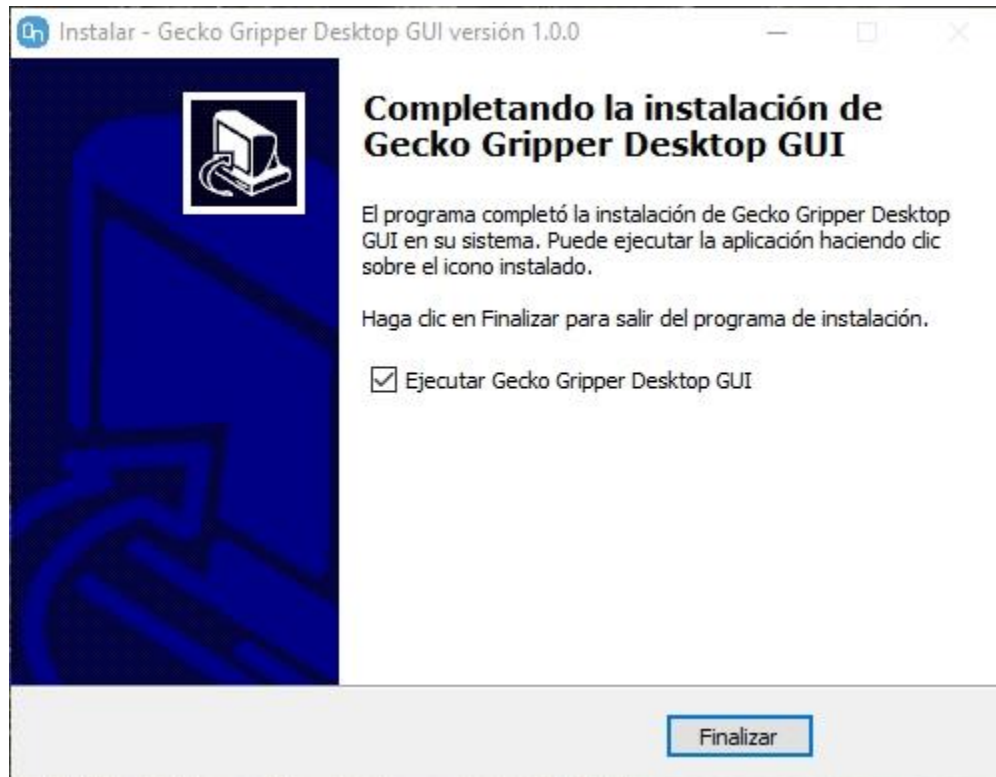 On Instalar - Gecko Gripper Desktop GUI versión 1.0.0
Completando la instalación de
Gecko Gripper Desktop GUI
El programa completó la instalación de Gecko Gripper Desktop
GUI en su sistema. Puede ejecutar la aplicación haciendo clic
sobre el icono instalado.
Haga clic en Finalizar para salir del programa de instalación.
Ejecutar Gecko Gripper Desktop GUI
Finalizar